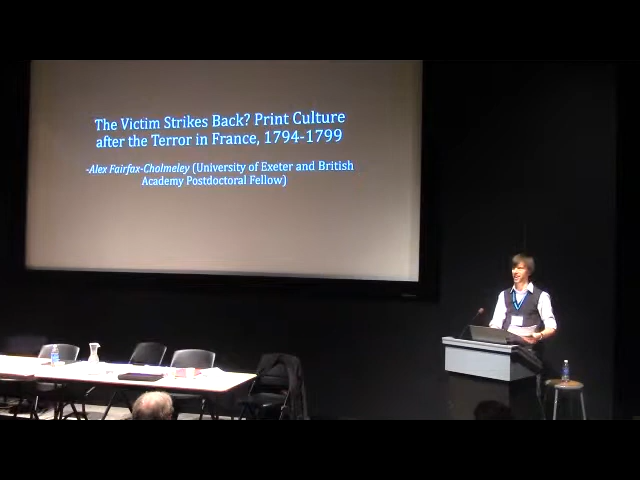 The Victim Strikes Back? Print Culture
after the Terror in France, 1794-1799
-Alex Fairfax-Cholmeley (University of Exeter and British
Academy Postdoctoral Fellow)